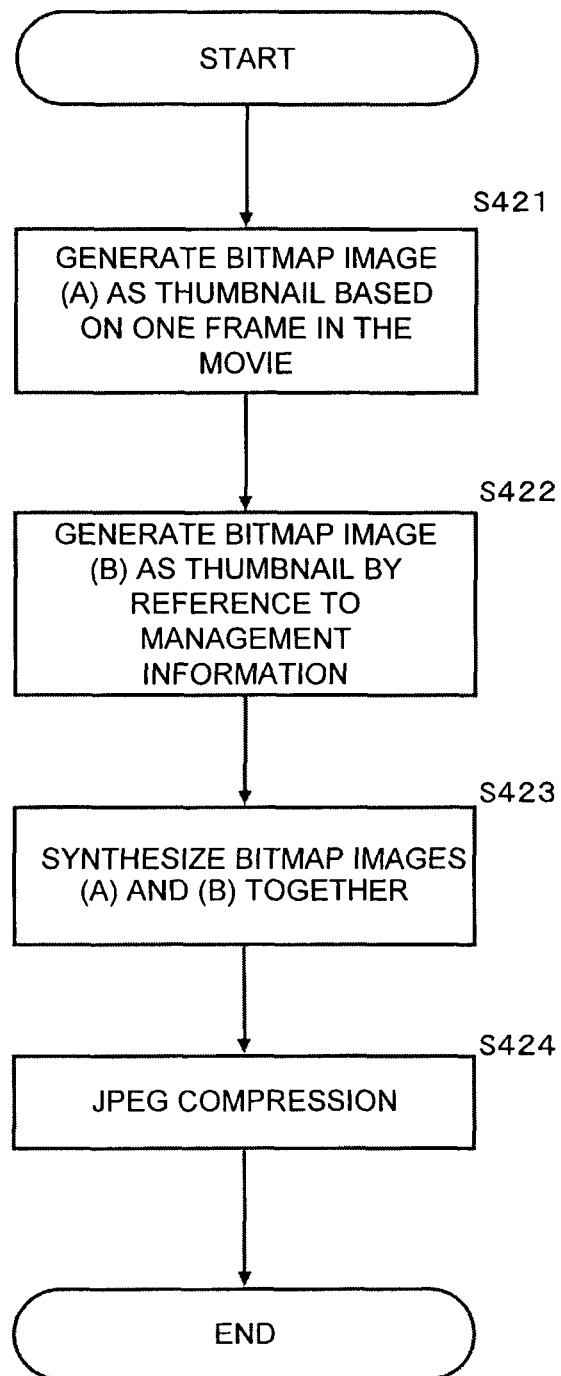 START
S421
GENERATE BITMAP IMAGE
(A) AS THUMBNAIL BASED
ON ONE FRAME IN THE
MOVIE
S422
GENERATE BITMAP IMAGE
(B) AS THUMBNAIL BY
REFERENCE TO
MANAGEMENT
INFORMATION
S423
SYNTHESIZE BITMAP IMAGES
(A) AND (B) TOGETHER
S424
JPEG COMPRESSION
END